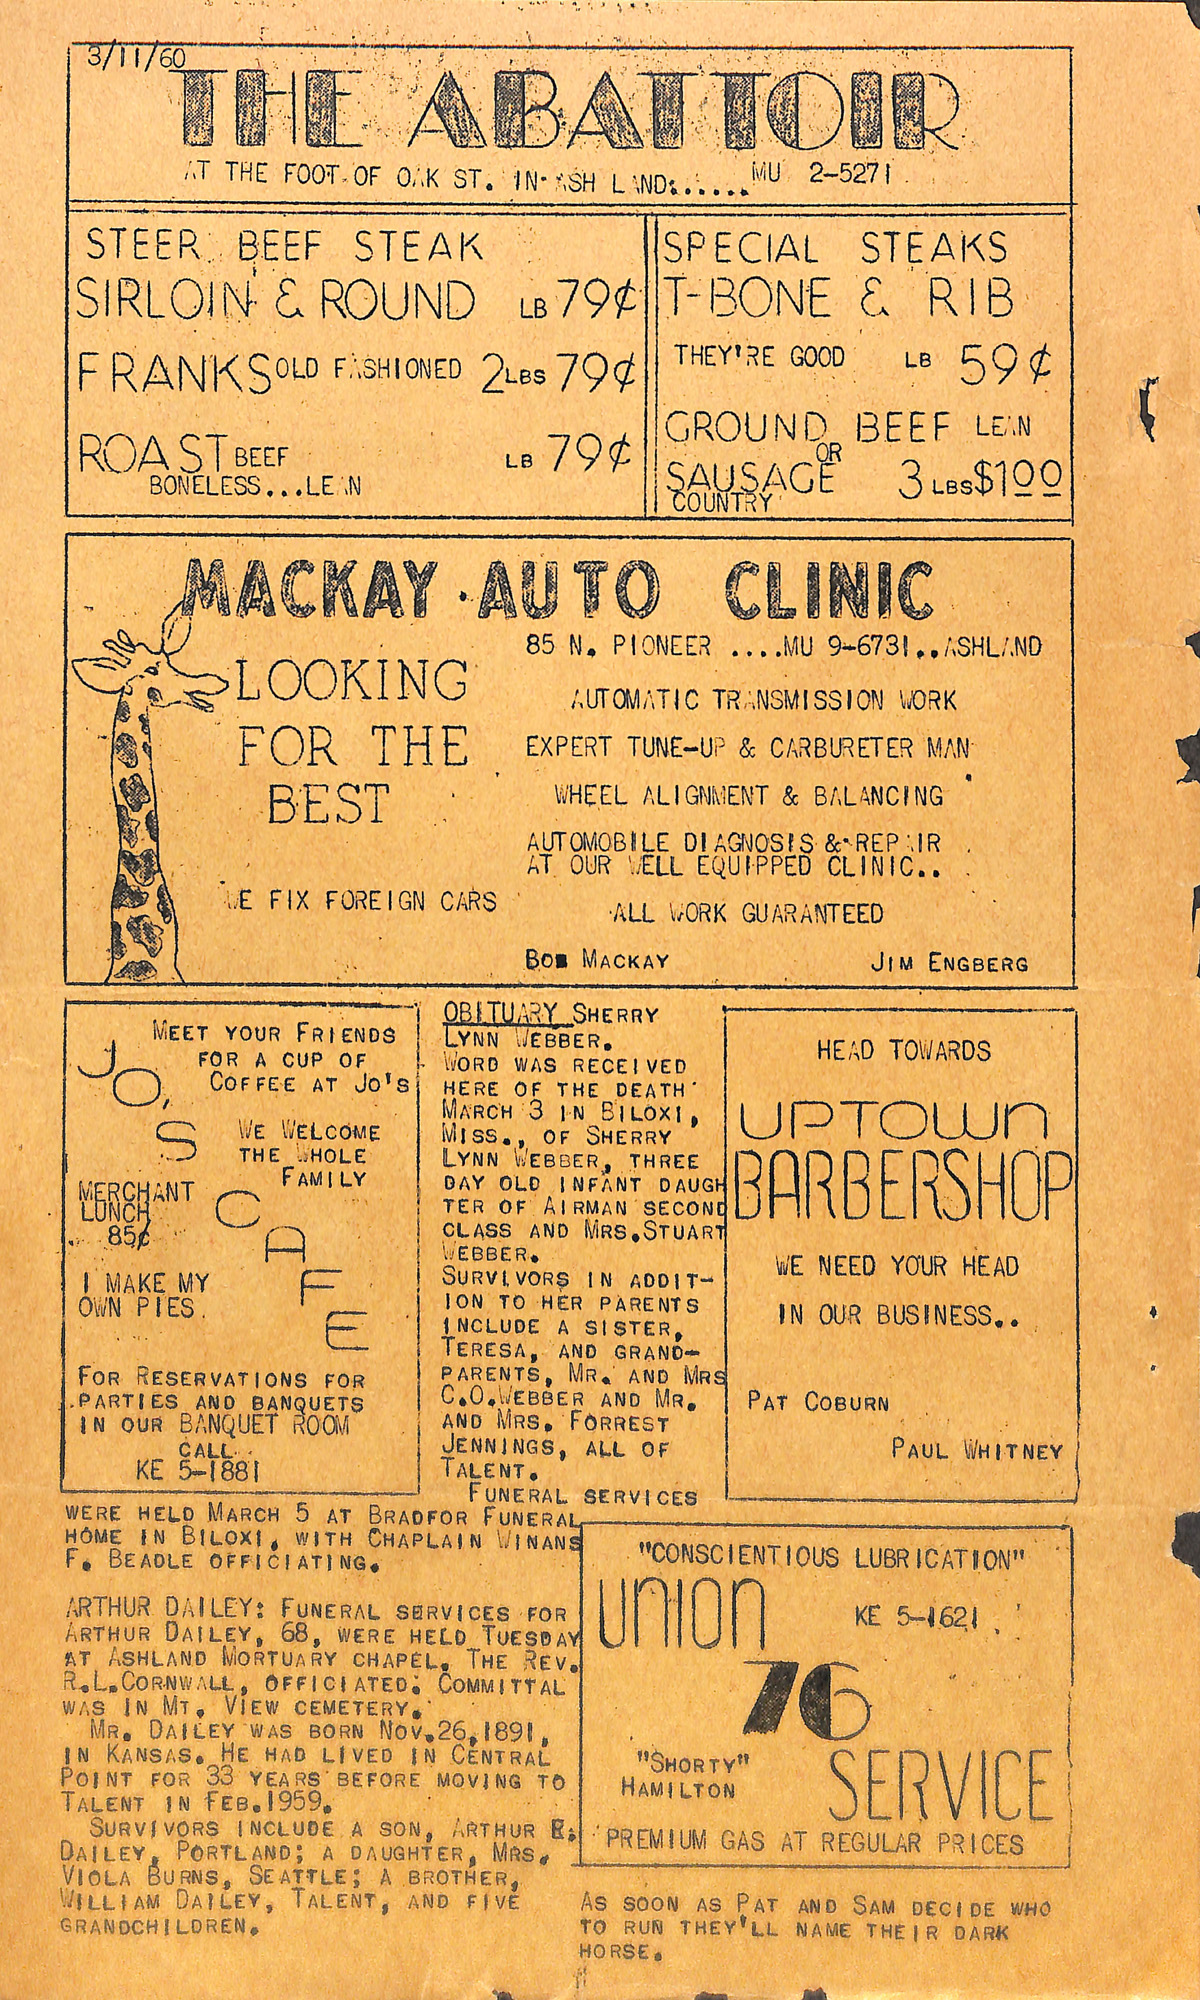 3/11/60
THE ABATTOIR
AT THE FOOT OF OAK ST. IN ASHLAND:......MU 2-5271
STEER BEEF STEAK
SIRLOIN & ROUND LB 79¢
FRANKS OLD FASHIONED 2 LBS 79¢
ROAST BEEF LB 79¢
BONELESS...LEAN
SPECIAL STEAKS
T-BONE & RIB
THEY'RE GOOD LB 59¢
GROUND BEEF LEAN
OR
SAUSAGE 3 LBS $1.00
COUNTRY
MACKAY AUTO CLINIC
85 N. PIONEER ....MU 9-6731..ASHLAND
LOOKING
FOR THE
BEST
WE FIX FOREIGN CARS
AUTOMATIC TRANSMISSION WORK
EXPERT TUNE-UP & CARBURETER MAN
WHEEL ALIGNMENT & BALANCING
AUTOMOBILE DIAGNOSIS & REPAIR
AT OUR WELL EQUIPPED CLINIC..
ALL WORK GUARANTEED
BOB MACKAY JIM ENGBERG
MEET YOUR FRIENDS
FOR A CUP OF
COFFEE AT JO'S
JO'S
WE WELCOME
THE WHOLE
FAMILY
MERCHANT
LUNCH
85¢
CAFE
I MAKE MY
OWN PIES.
FOR RESERVATIONS FOR
PARTIES AND BANQUETS
IN OUR BANQUET ROOM
CALL
KE 5-1881
OBITUARY SHERRY
LYNN WEBBER.
WORD WAS RECEIVED
HERE OF THE DEATH
MARCH 3 IN BILOXI,
MISS., OF SHERRY
LYNN WEBBER, THREE
DAY OLD INFANT DAUGH
TER OF AIRMAN SECOND
CLASS AND MRS.STUART
WEBBER.
SURVIVORS IN ADDIT-
ION TO HER PARENTS
INCLUDE A SISTER,
TERESA, AND GRAND-
PARENTS, MR. AND MRS
C.O.WEBBER AND MR.
AND MRS. FORREST
JENNINGS, ALL OF
TALENT.
FUNERAL SERVICES
WERE HELD MARCH 5 AT BRADFOR FUNERAL
HOME IN BILOXI, WITH CHAPLAIN WINANS
F. BEADLE OFFICIATING.
HEAD TOWARDS
UPTOWN
BARBERSHOP
WE NEED YOUR HEAD
IN OUR BUSINESS..
PAT COBURN
PAUL WHITNEY
ARTHUR DAILEY: FUNERAL SERVICES FOR
ARTHUR DAILEY, 68, WERE HELD TUESDAY
AT ASHLAND MORTUARY CHAPEL. THE REV.
R.L.CORNWALL, OFFICIATED. COMMITTAL
WAS IN MT. VIEW CEMETERY.
MR. DAILEY WAS BORN NOV.26,1891,
IN KANSAS. HE HAD LIVED IN CENTRAL
POINT FOR 33 YEARS BEFORE MOVING TO
TALENT IN FEB.1959.
SURVIVORS INCLUDE A SON, ARTHUR E.
DAILEY, PORTLAND; A DAUGHTER, MRS.
VIOLA BURNS, SEATTLE; A BROTHER,
WILLIAM DAILEY, TALENT, AND FIVE
GRANDCHILDREN.
"CONSCIENTIOUS LUBRICATION"
UNION KE 5-1621
76
"SHORTY"
HAMILTON
SERVICE
PREMIUM GAS AT REGULAR PRICES
AS SOON AS PAT AND SAM DECIDE WHO
TO RUN THEY'LL NAME THEIR DARK
HORSE.